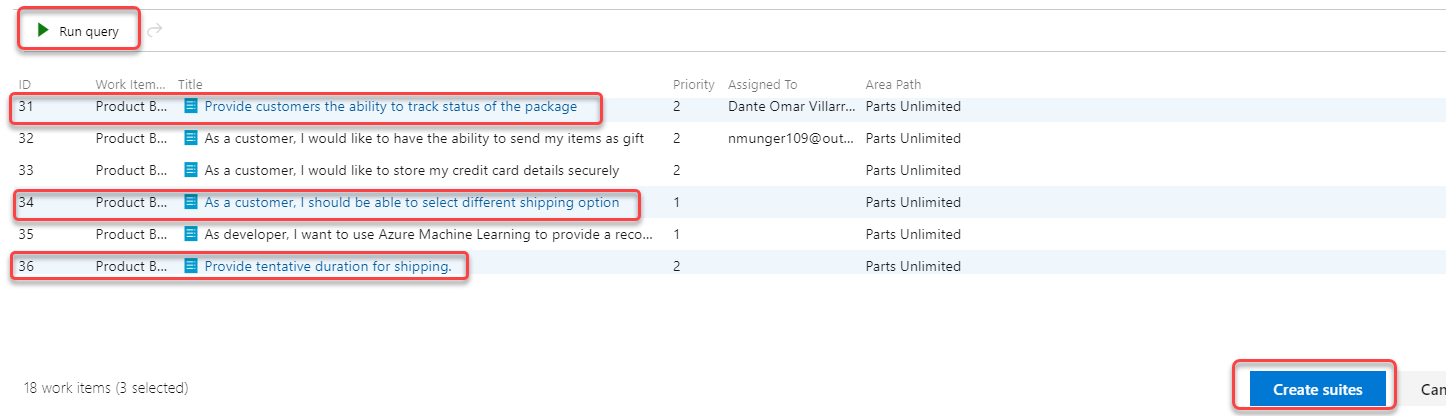 Run query
ID Work Item... Title Priority Assigned To Area Path
31 Product B... Provide customers the ability to track status of the package 2 Dante Omar Villarr... Parts Unlimited
32 Product B... As a customer, I would like to have the ability to send my items as gift 2 nmunger109@out... Parts Unlimited
33 Product B... As a customer, I would like to store my credit card details securely 2 Parts Unlimited
34 Product B... As a customer, I should be able to select different shipping option 1 Parts Unlimited
35 Product B... As developer, I want to use Azure Machine Learning to provide a reco... 1 Parts Unlimited
36 Product B... Provide tentative duration for shipping. 2 Parts Unlimited
18 work items (3 selected) Create suites Can